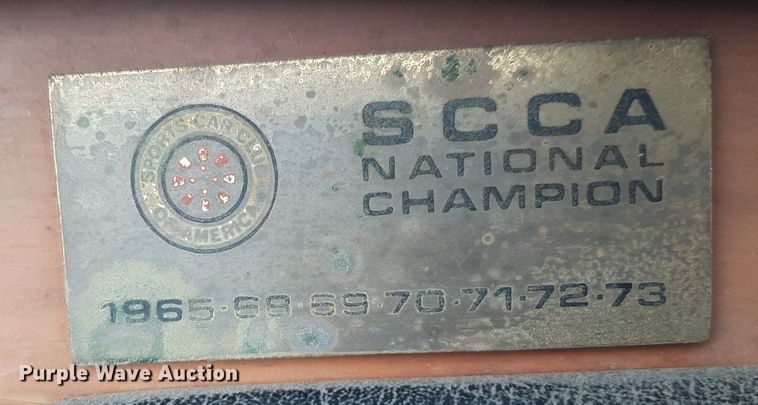 SPORTS CAR CLUB
OF AMERICA
SCCA
NATIONAL
CHAMPION
1965·68·69·70·71·72·73
Purple Wave Auction